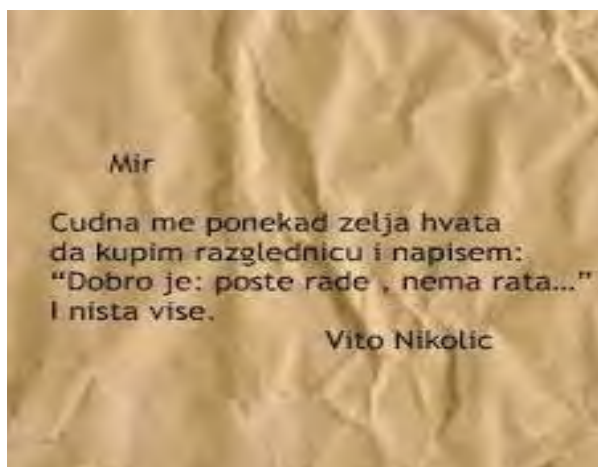 Mir
Cudna me ponekad zelja hvata
da kupim razglednicu i napisem:
“Dobro je: poste rade , nema rata...”
I nista vise.
Vito Nikolic